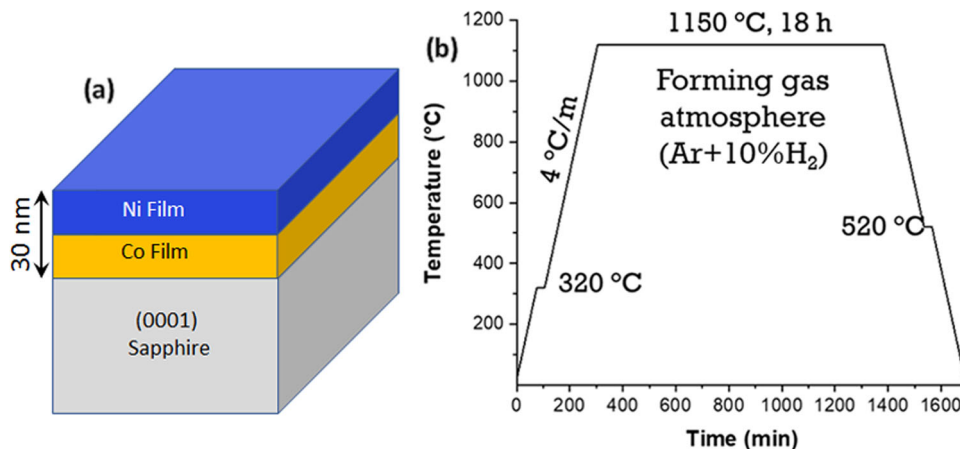 (a)
30 nm
Ni Film
Co Film
(0001)
Sapphire
(b)
Temperature (°C)
1200
1000
800
600
400
200
1150 °C, 18 h
4 °C/m
Forming gas
atmosphere
(Ar+10%H₂)
520 °C
320 °C
0 200 400 600 800 1000 1200 1400 1600
Time (min)